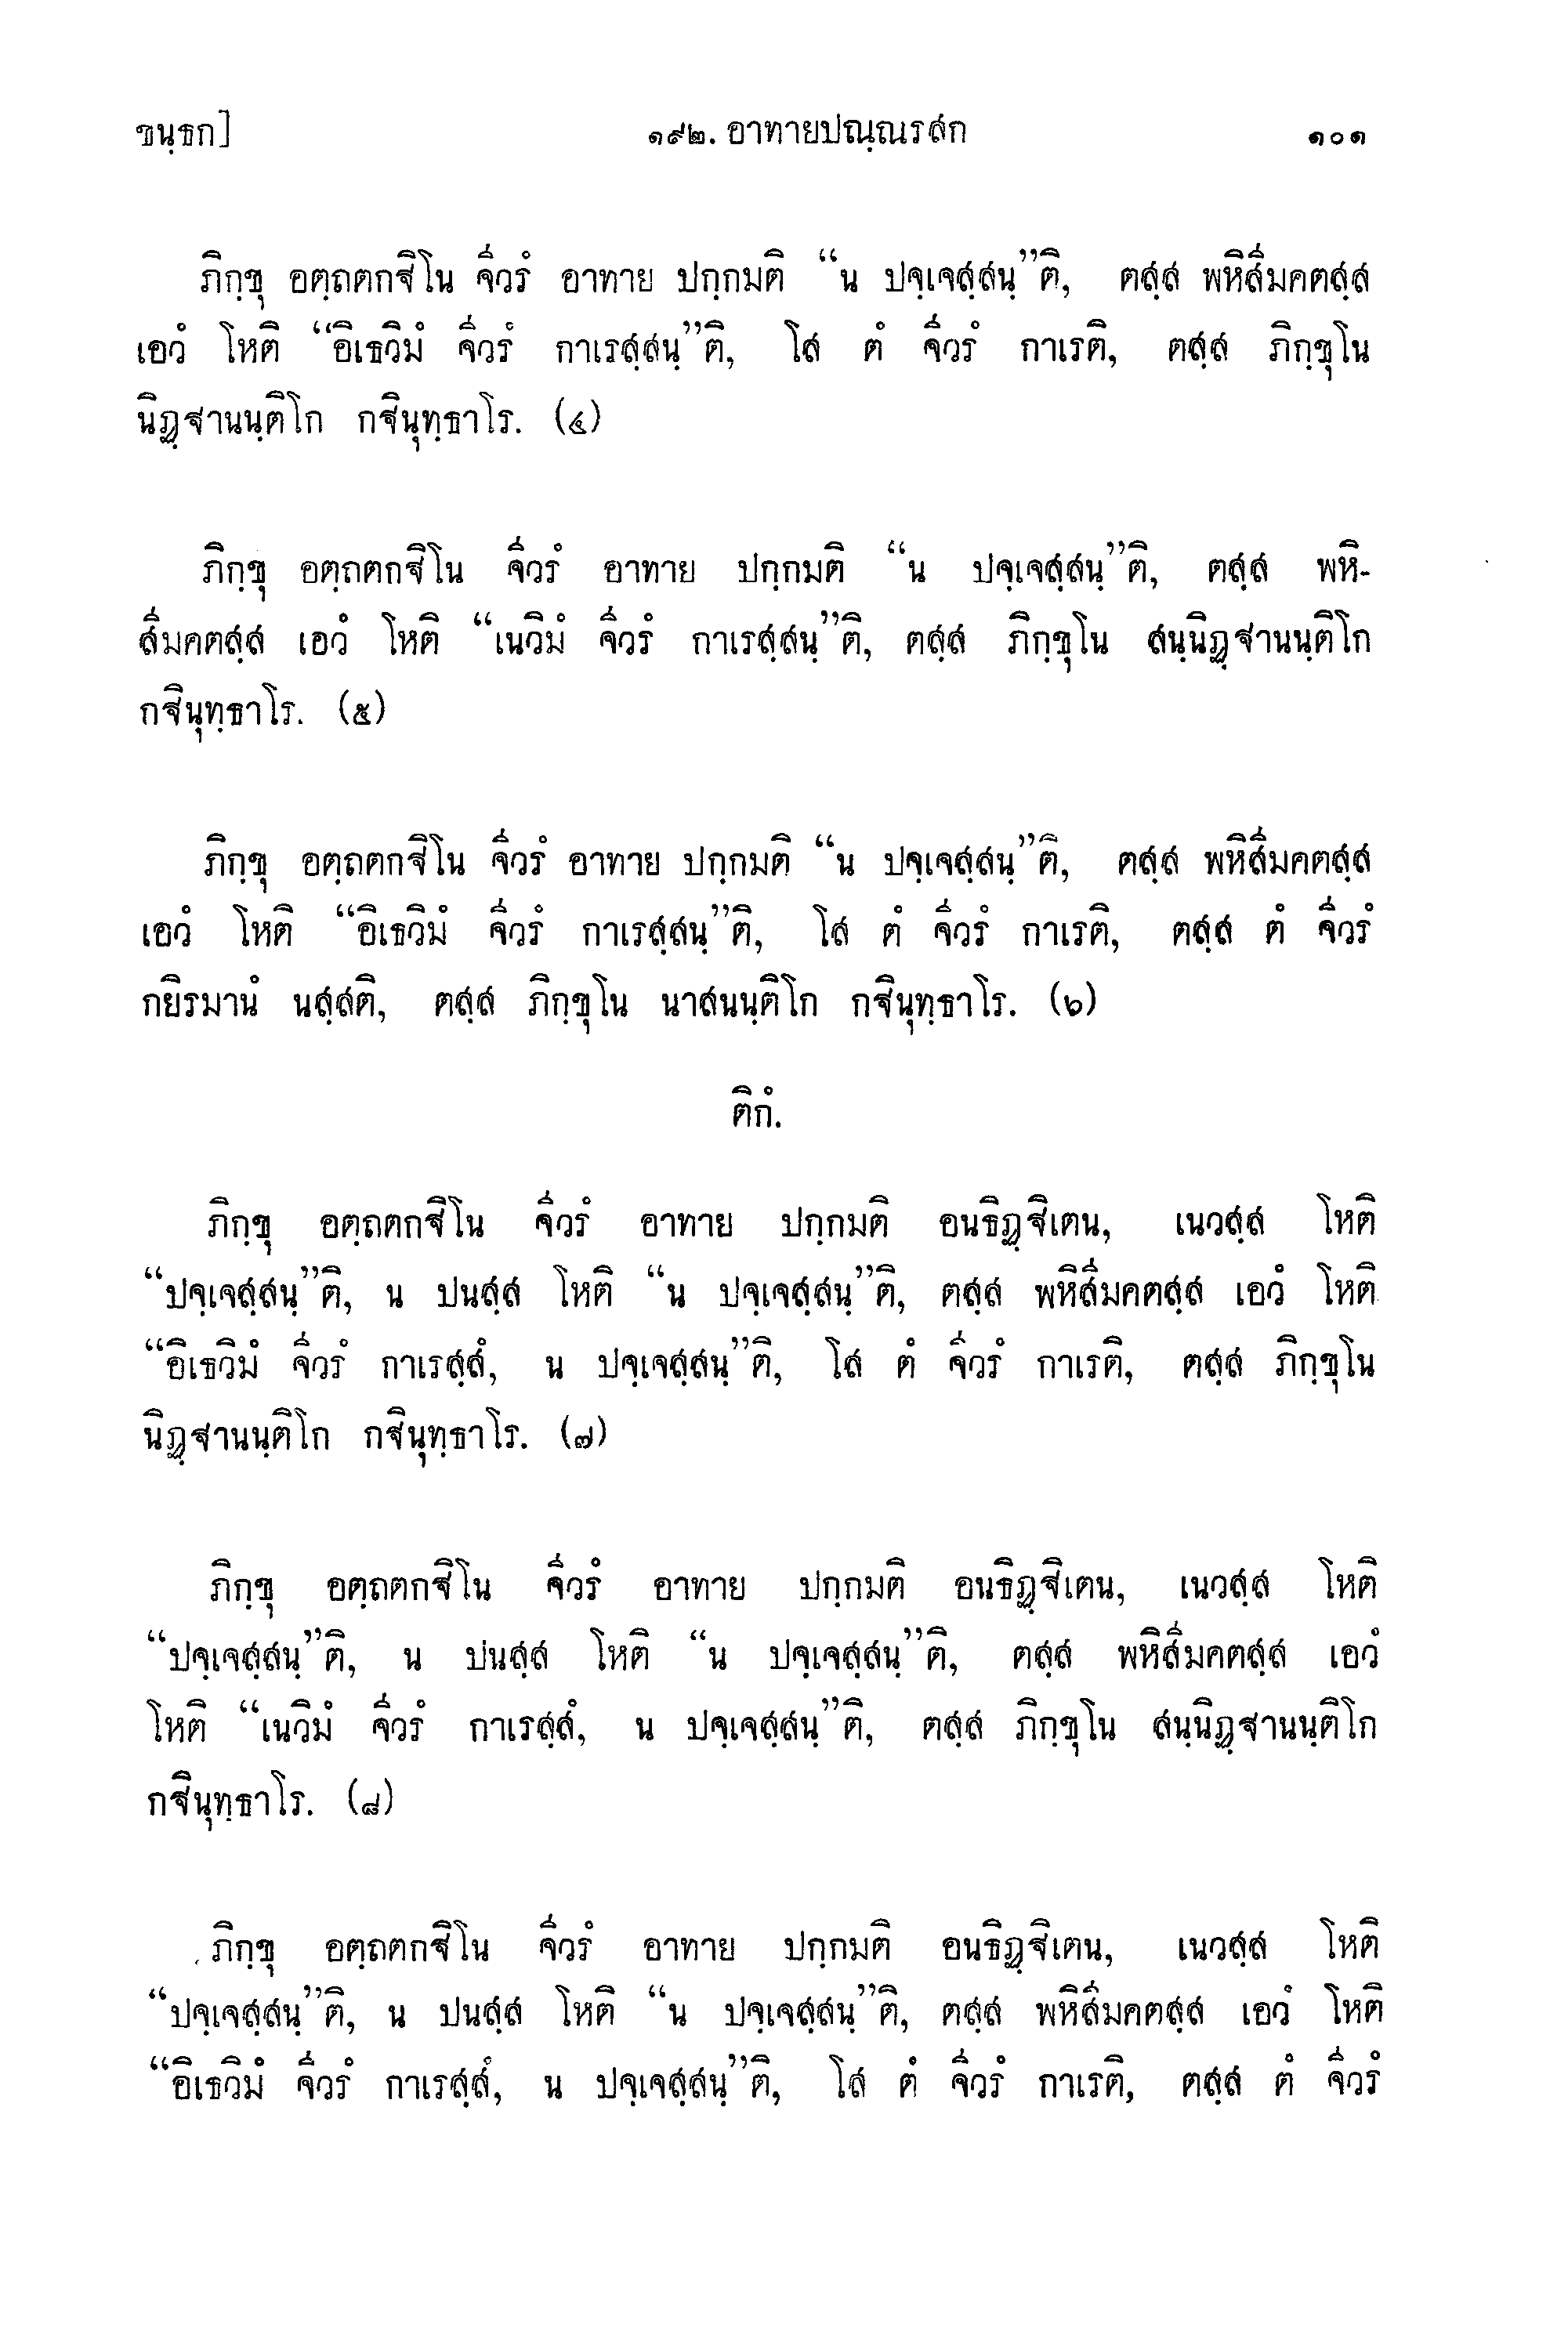 ขนฺธก]
๑๙๒. อาทายปณฺณรสก
๑๐๑
ภิกฺขุ อตฺถตกฐิโน จีวรํ อาทาย ปกฺกมติ “น ปจฺเจสฺสนฺ”ติ, ตสฺส พหิสีมคตสฺส
เอวํ โหติ “อิเธวิมํ จีวรํ กาเรสฺสนฺ”ติ, โส ตํ จีวรํ กาเรติ, ตสฺส ภิกฺขุโน
นิฏฺฐานนฺติโก กฐินุทฺธาโร. (๔)
ภิกฺขุ อตฺถตกฐิโน จีวรํ อาทาย ปกฺกมติ “น ปจฺเจสฺสนฺ”ติ, ตสฺส พหิ-
สีมคตสฺส เอวํ โหติ “เนวิมํ จีวรํ กาเรสฺสนฺ”ติ, ตสฺส ภิกฺขุโน สนฺนิฏฺฐานนฺติโก
กฐินุทฺธาโร. (๕)
ภิกฺขุ อตฺถตกฐิโน จีวรํ อาทาย ปกฺกมติ “น ปจฺเจสฺสนฺ”ติ, ตสฺส พหิสีมคตสฺส
เอวํ โหติ “อิเธวิมํ จีวรํ กาเรสฺสนฺ”ติ, โส ตํ จีวรํ กาเรติ, ตสฺส ตํ จีวรํ
กยิรมานํ นสฺสติ, ตสฺส ภิกฺขุโน นาสนนฺติโก กฐินุทฺธาโร. (๖)
ติกํ.
ภิกฺขุ อตฺถตกฐิโน จีวรํ อาทาย ปกฺกมติ อนธิฏฺฐิเตน, เนวสฺส โหติ
“ปจฺเจสฺสนฺ”ติ, น ปนสฺส โหติ “น ปจฺเจสฺสนฺ”ติ, ตสฺส พหิสีมคตสฺส เอวํ โหติ
“อิเธวิมํ จีวรํ กาเรสฺสํ, น ปจฺเจสฺสนฺ”ติ, โส ตํ จีวรํ กาเรติ, ตสฺส ภิกฺขุโน
นิฏฺฐานนฺติโก กฐินุทฺธาโร. (๗)
ภิกฺขุ อตฺถตกฐิโน จีวรํ อาทาย ปกฺกมติ อนธิฏฺฐิเตน, เนวสฺส โหติ
“ปจฺเจสฺสนฺ”ติ, น ปนสฺส โหติ “น ปจฺเจสฺสนฺ”ติ, ตสฺส พหิสีมคตสฺส เอวํ
โหติ “เนวิมํ จีวรํ กาเรสฺสํ, น ปจฺเจสฺสนฺ”ติ, ตสฺส ภิกฺขุโน สนฺนิฏฺฐานนฺติโก
กฐินุทฺธาโร. (๘)
ภิกฺขุ อตฺถตกฐิโน จีวรํ อาทาย ปกฺกมติ อนธิฏฺฐิเตน, เนวสฺส โหติ
“ปจฺเจสฺสนฺ”ติ, น ปนสฺส โหติ “น ปจฺเจสฺสนฺ”ติ, ตสฺส พหิสีมคตสฺส เอวํ โหติ
“อิเธวิมํ จีวรํ กาเรสฺสํ, น ปจฺเจสฺสนฺ”ติ, โส ตํ จีวรํ กาเรติ, ตสฺส ตํ จีวรํ